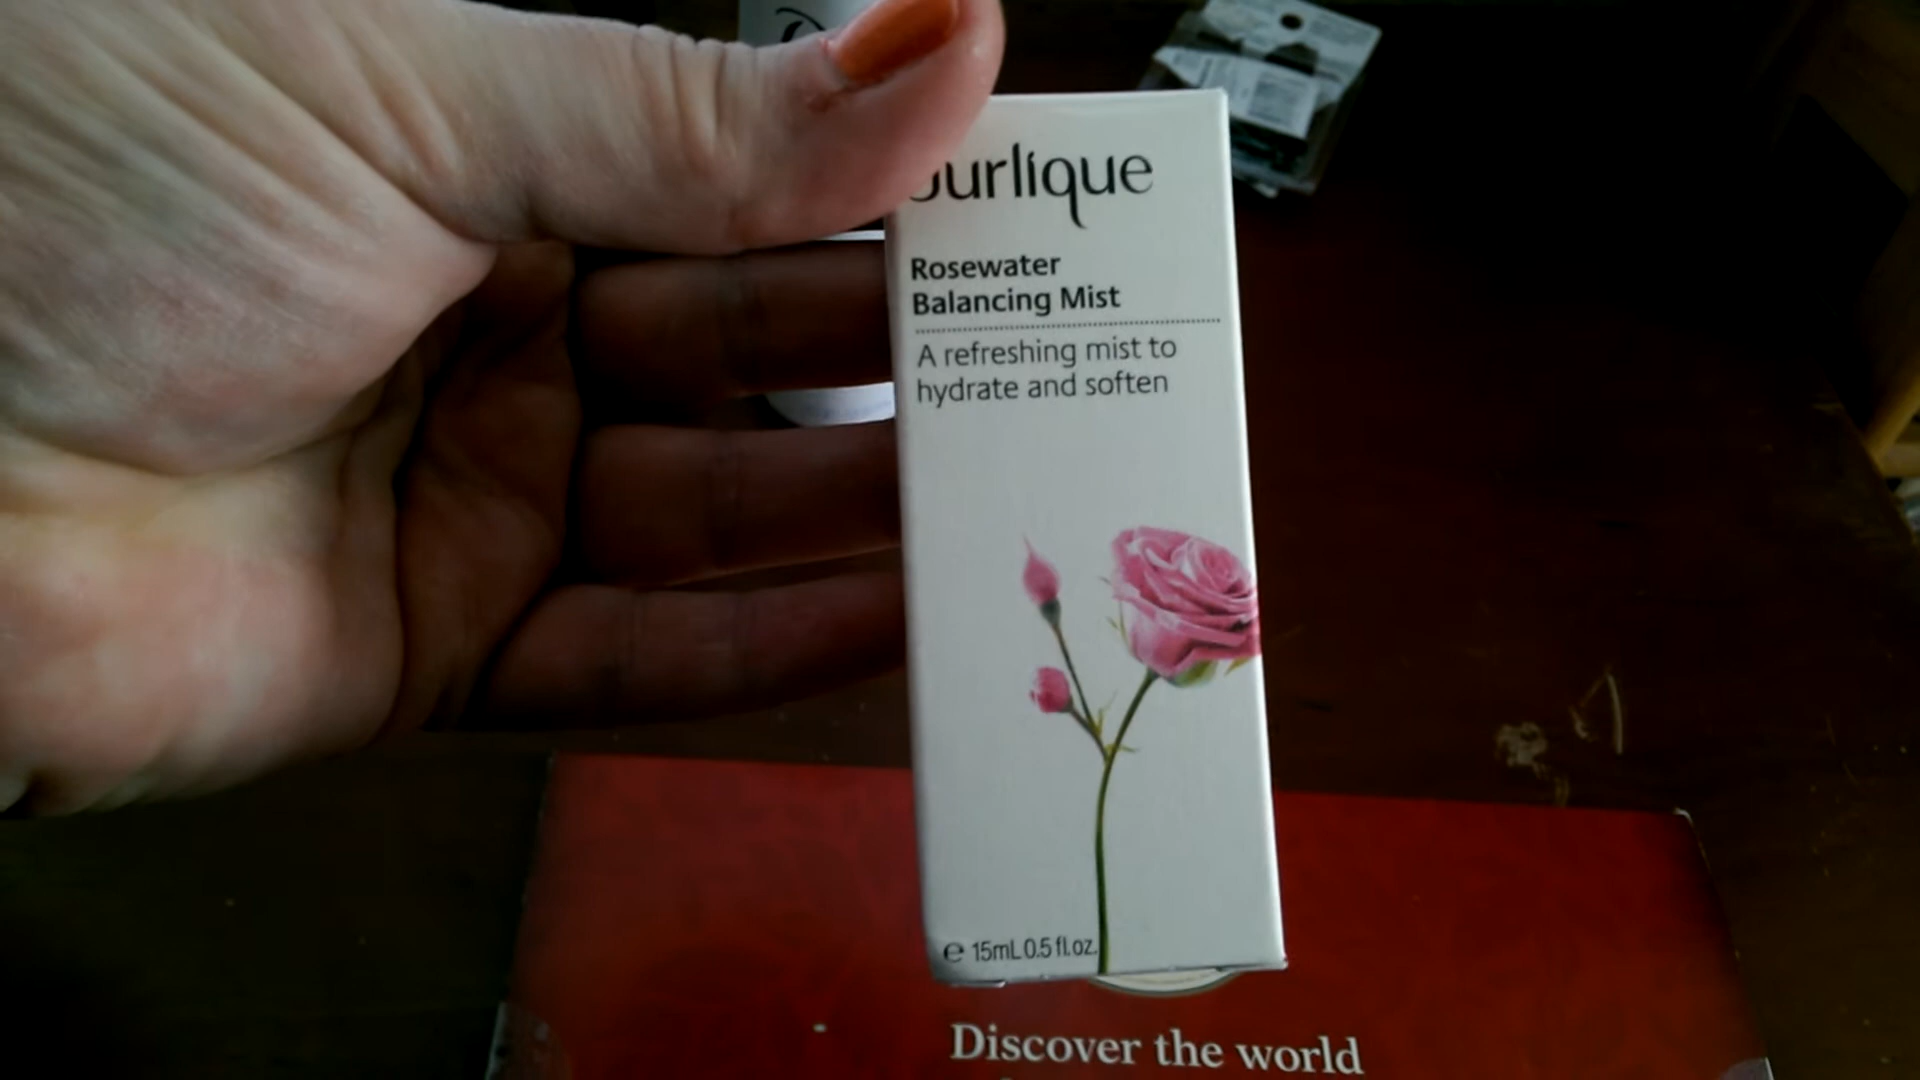 urlique
Rosewater
Balancing Mist
A refreshing mist to
hydrate and soften
℮ 15mL 0.5 fl.oz.
Discover the world